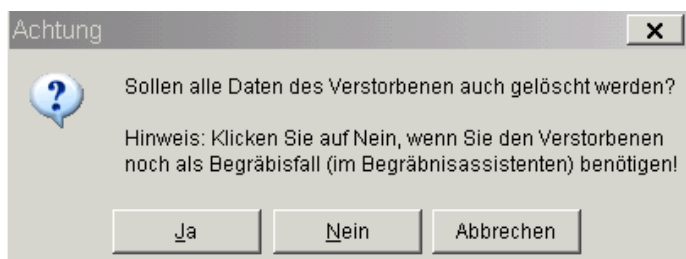 Achtung
Sollen alle Daten des Verstorbenen auch gelöscht werden?
Hinweis: Klicken Sie auf Nein, wenn Sie den Verstorbenen
noch als Begräbisfall (im Begräbnisassistenten) benötigen!
Ja
Nein
Abbrechen